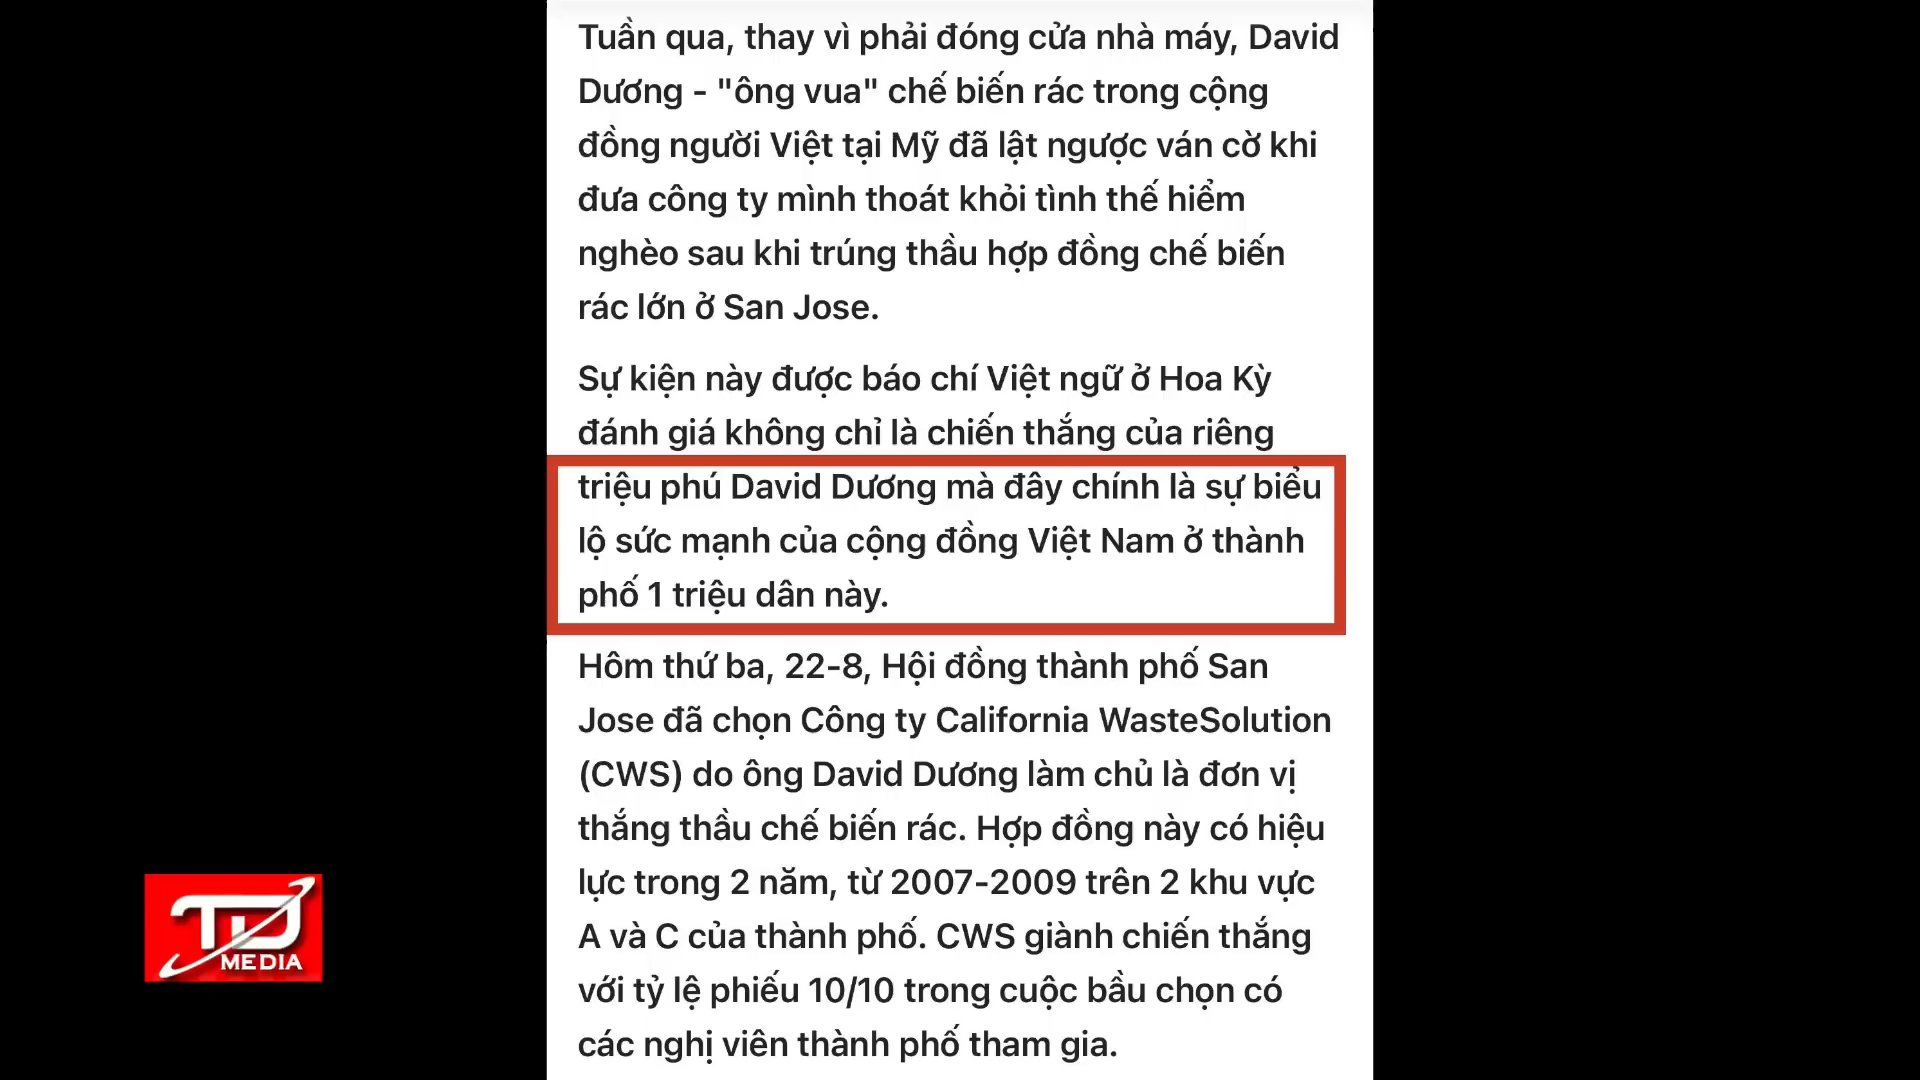 Tuần qua, thay vì phải đóng cửa nhà máy, David
Dương - "ông vua" chế biến rác trong cộng
đồng người Việt tại Mỹ đã lật ngược ván cờ khi
đưa công ty mình thoát khỏi tình thế hiểm
nghèo sau khi trúng thầu hợp đồng chế biến
rác lớn ở San Jose.
Sự kiện này được báo chí Việt ngữ ở Hoa Kỳ
đánh giá không chỉ là chiến thắng của riêng
triệu phú David Dương mà đây chính là sự biểu
lộ sức mạnh của cộng đồng Việt Nam ở thành
phố 1 triệu dân này.
Hôm thứ ba, 22-8, Hội đồng thành phố San
Jose đã chọn Công ty California WasteSolution
(CWS) do ông David Dương làm chủ là đơn vị
thắng thầu chế biến rác. Hợp đồng này có hiệu
lực trong 2 năm, từ 2007-2009 trên 2 khu vực
A và C của thành phố. CWS giành chiến thắng
với tỷ lệ phiếu 10/10 trong cuộc bầu chọn có
các nghị viên thành phố tham gia.
TD
MEDIA